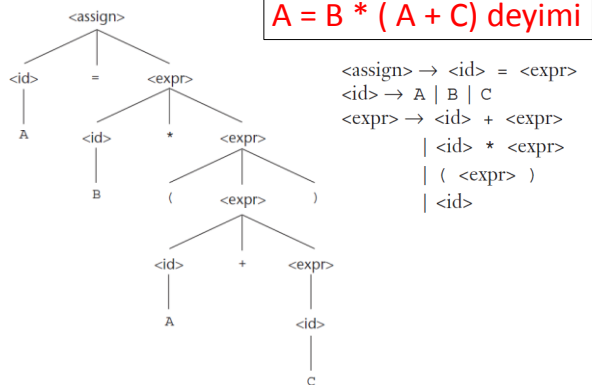 A = B * ( A + C) deyimi
<assign>
<id> = <expr>
A <id> * <expr>
B ( <expr> )
<id> + <expr>
A <id>
C
<assign> → <id> = <expr>
<id> → A | B | C
<expr> → <id> + <expr>
| <id> * <expr>
| ( <expr> )
| <id>